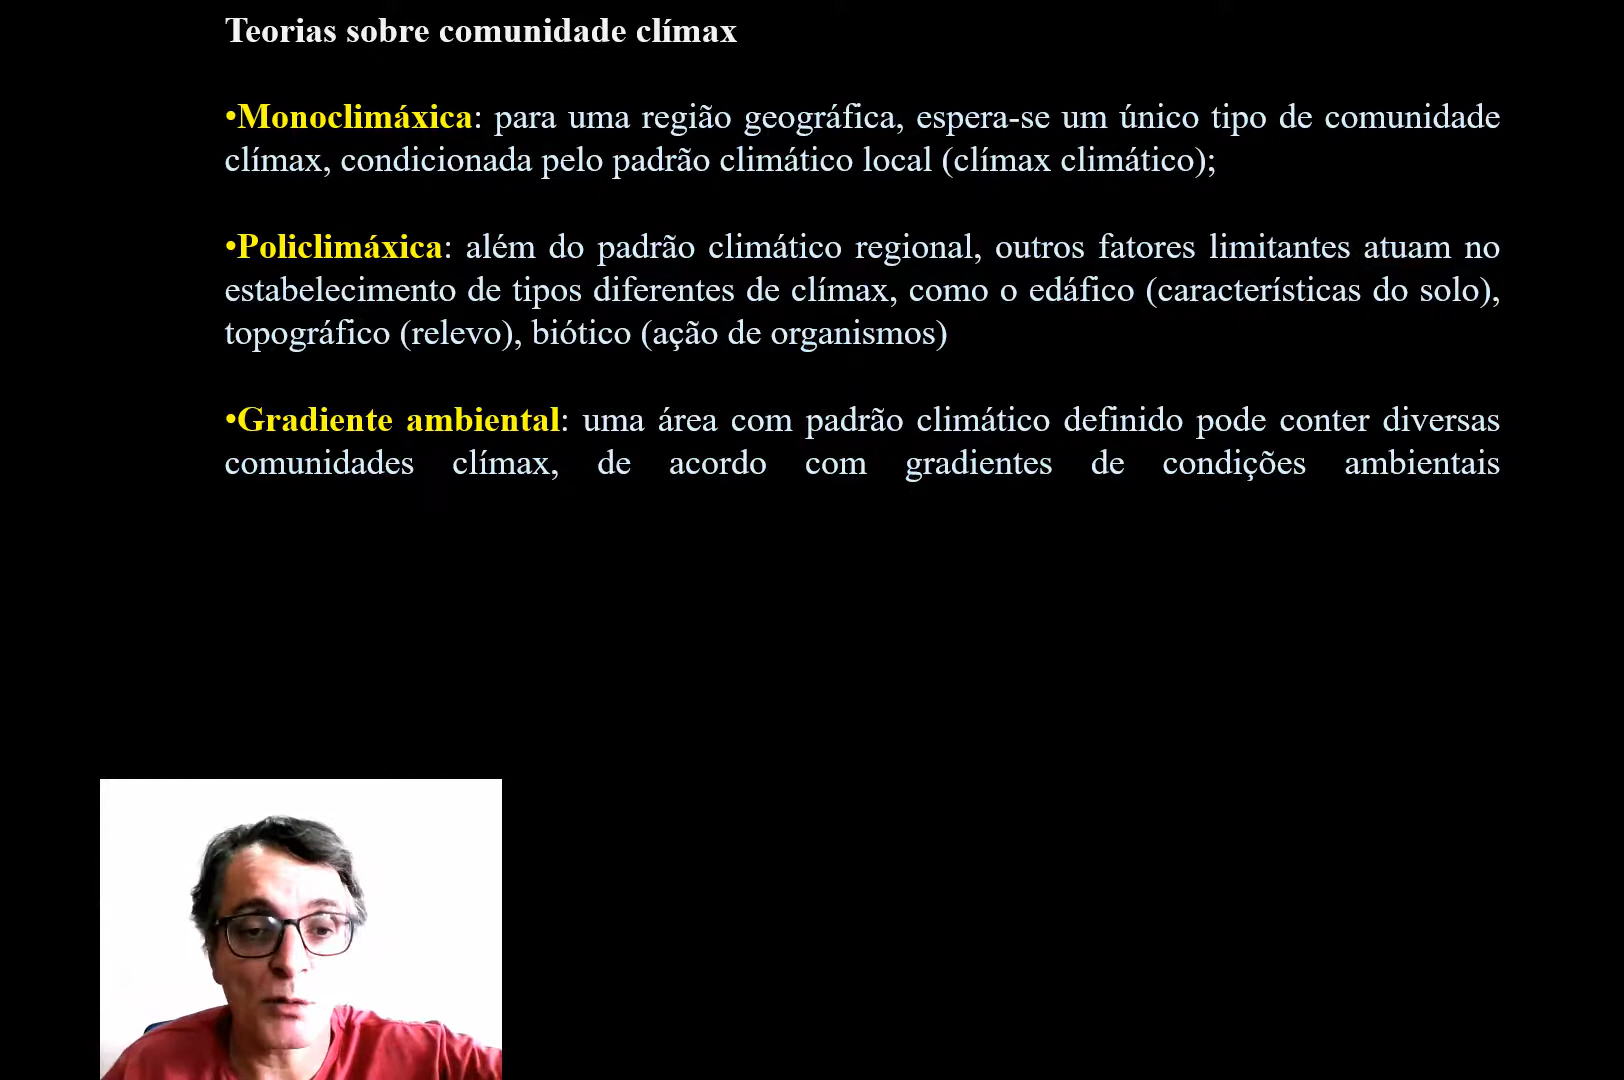 Teorias sobre comunidade clímax
•Monoclimáxica: para uma região geográfica, espera-se um único tipo de comunidade
clímax, condicionada pelo padrão climático local (clímax climático);
•Policlimáxica: além do padrão climático regional, outros fatores limitantes atuam no
estabelecimento de tipos diferentes de clímax, como o edáfico (características do solo),
topográfico (relevo), biótico (ação de organismos)
•Gradiente ambiental: uma área com padrão climático definido pode conter diversas
comunidades clímax, de acordo com gradientes de condições ambientais